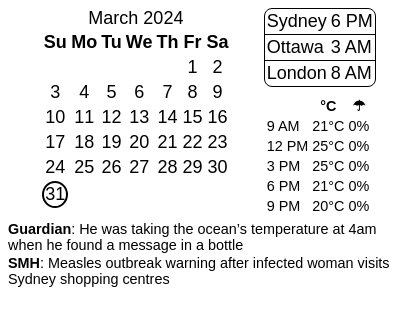 March 2024
Su Mo Tu We Th Fr Sa
1 2
3 4 5 6 7 8 9
10 11 12 13 14 15 16
17 18 19 20 21 22 23
24 25 26 27 28 29 30
31
Sydney 6 PM
Ottawa 3 AM
London 8 AM
°C ☂
9 AM 21°C 0%
12 PM 25°C 0%
3 PM 25°C 0%
6 PM 21°C 0%
9 PM 20°C 0%
Guardian: He was taking the ocean’s temperature at 4am
when he found a message in a bottle
SMH: Measles outbreak warning after infected woman visits
Sydney shopping centres